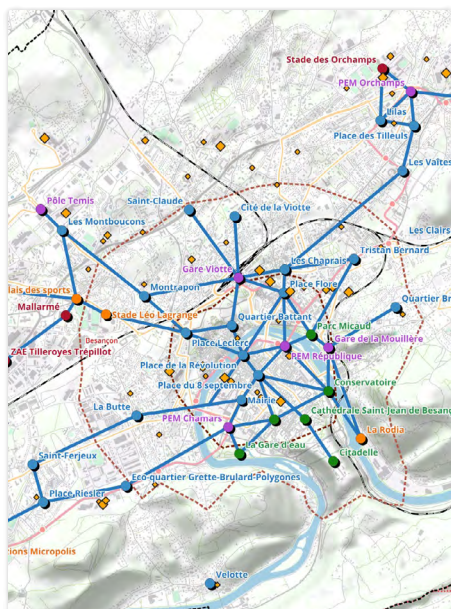 Stade des Orchamps
PEM Orchamps
Lilas
Place des Tilleuls
Les Vaîtes
Pôle Temis
Saint-Claude
Cité de la Viotte
Les Montboucons
Les Clairs
Tristan Bernard
Les Chaprais
Gare Viotte
Place Flore
Montrapon
lais des sports
Quartier Br
Mallarmé
Stade Léo Lagrange
Quartier Battant
Parc Micaud
Besançon
Place Leclerc
Gare de la Mouillère
ZAE Tilleroyes Trépillot
PEM République
Place de la Révolution
Place du 8 septembre
Conservatoire
Mairie
La Butte
Cathédrale Saint-Jean de Besanç
PEM Chamars
La Rodia
La Gare d'eau
Saint-Ferjeux
Citadelle
Eco-quartier Grette-Brulard-Polygones
Place Riesler
rions Micropolis
Velotte